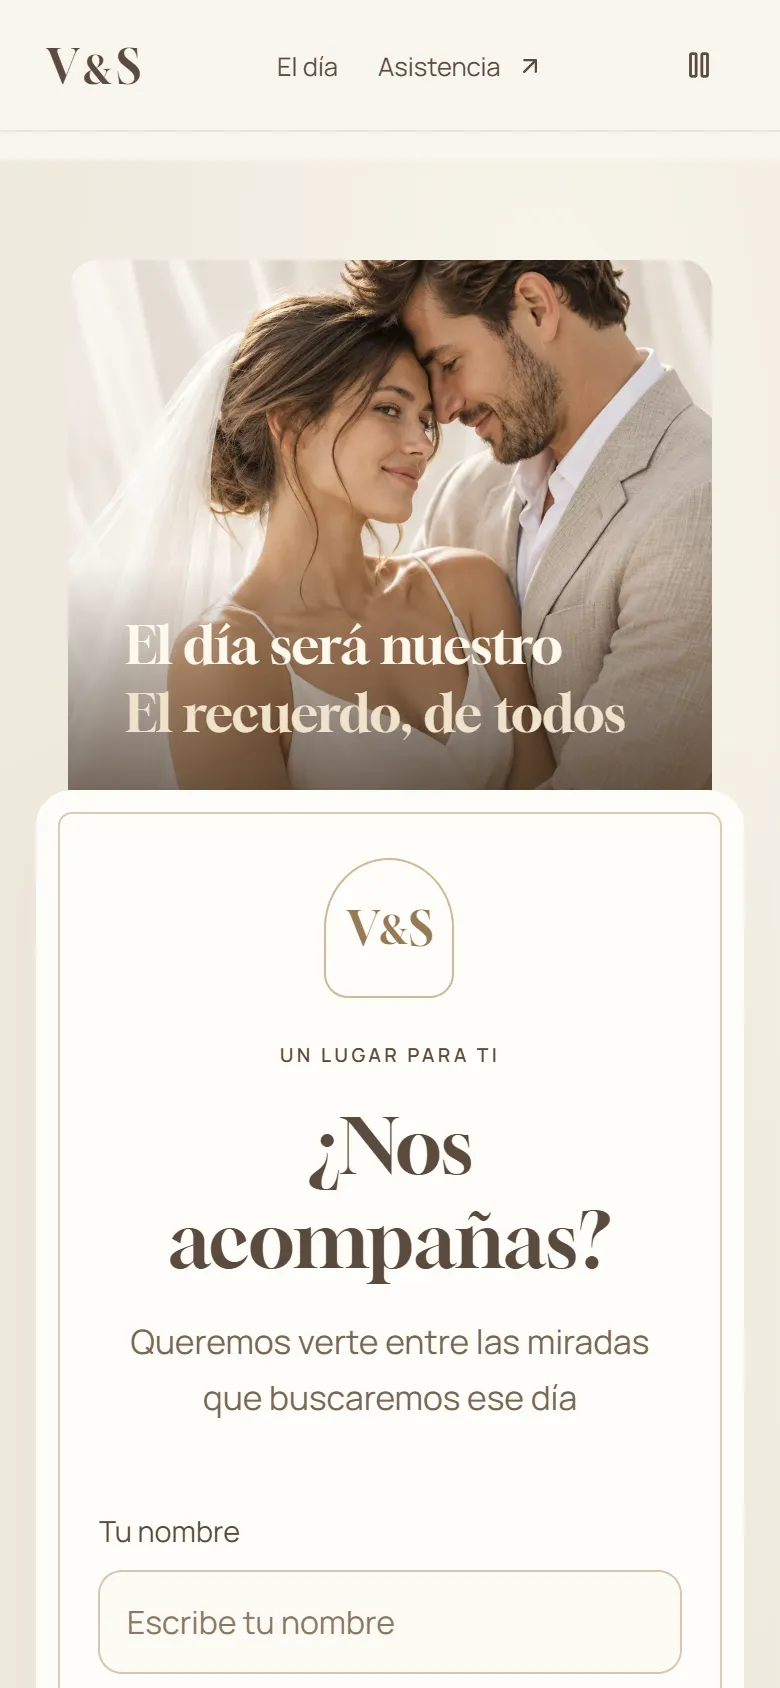 V&S
El día
Asistencia
El día será nuestro
El recuerdo, de todos
V&S
UN LUGAR PARA TI
¿Nos
acompañas?
Queremos verte entre las miradas
que buscaremos ese día
Tu nombre
Escribe tu nombre